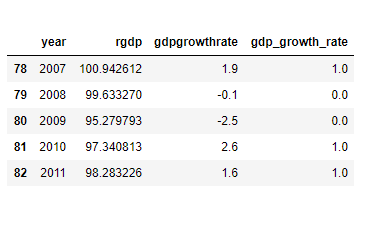 year rgdp gdpgrowthrate gdp_growth_rate
78 2007 100.942612 1.9 1.0
79 2008 99.633270 -0.1 0.0
80 2009 95.279793 -2.5 0.0
81 2010 97.340813 2.6 1.0
82 2011 98.283226 1.6 1.0